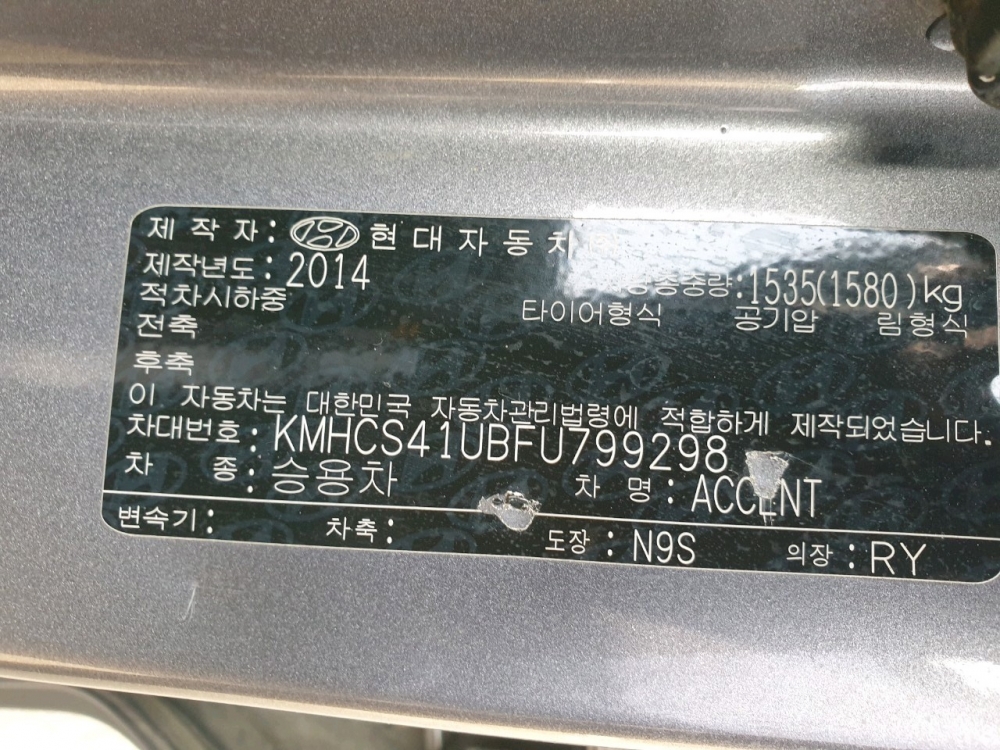 제 작 자 : 현 대 자 동 차
제작년도 : 2014
총중량:1535(1580)kg
적차시하중 타이어형식 공기압 림형식
전축
후축
이 자동차는 대한민국 자동차관리법령에 적합하게 제작되었습니다.
차대번호 : KMHCS41UBFU799298
차 종 : 승용차 차 명 : ACCENT
변속기 : 차축 : 도장 : N9S 의장 : RY